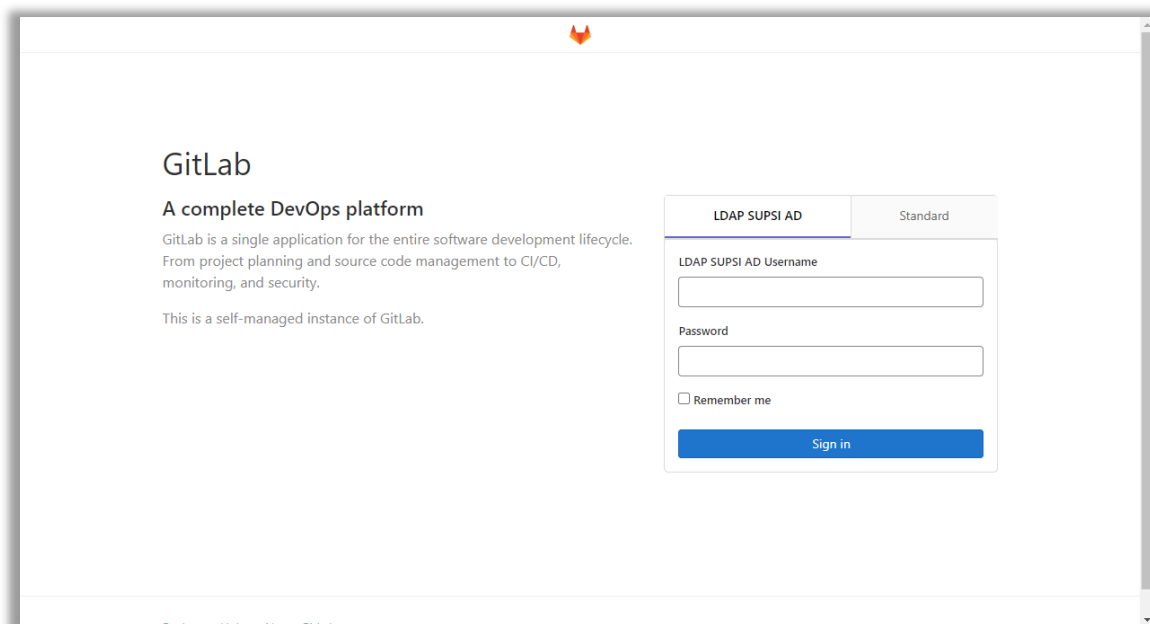 GitLab
A complete DevOps platform
GitLab is a single application for the entire software development lifecycle.
From project planning and source code management to CI/CD,
monitoring, and security.
This is a self-managed instance of GitLab.
LDAP SUPSI AD
Standard
LDAP SUPSI AD Username
Password
Remember me
Sign in